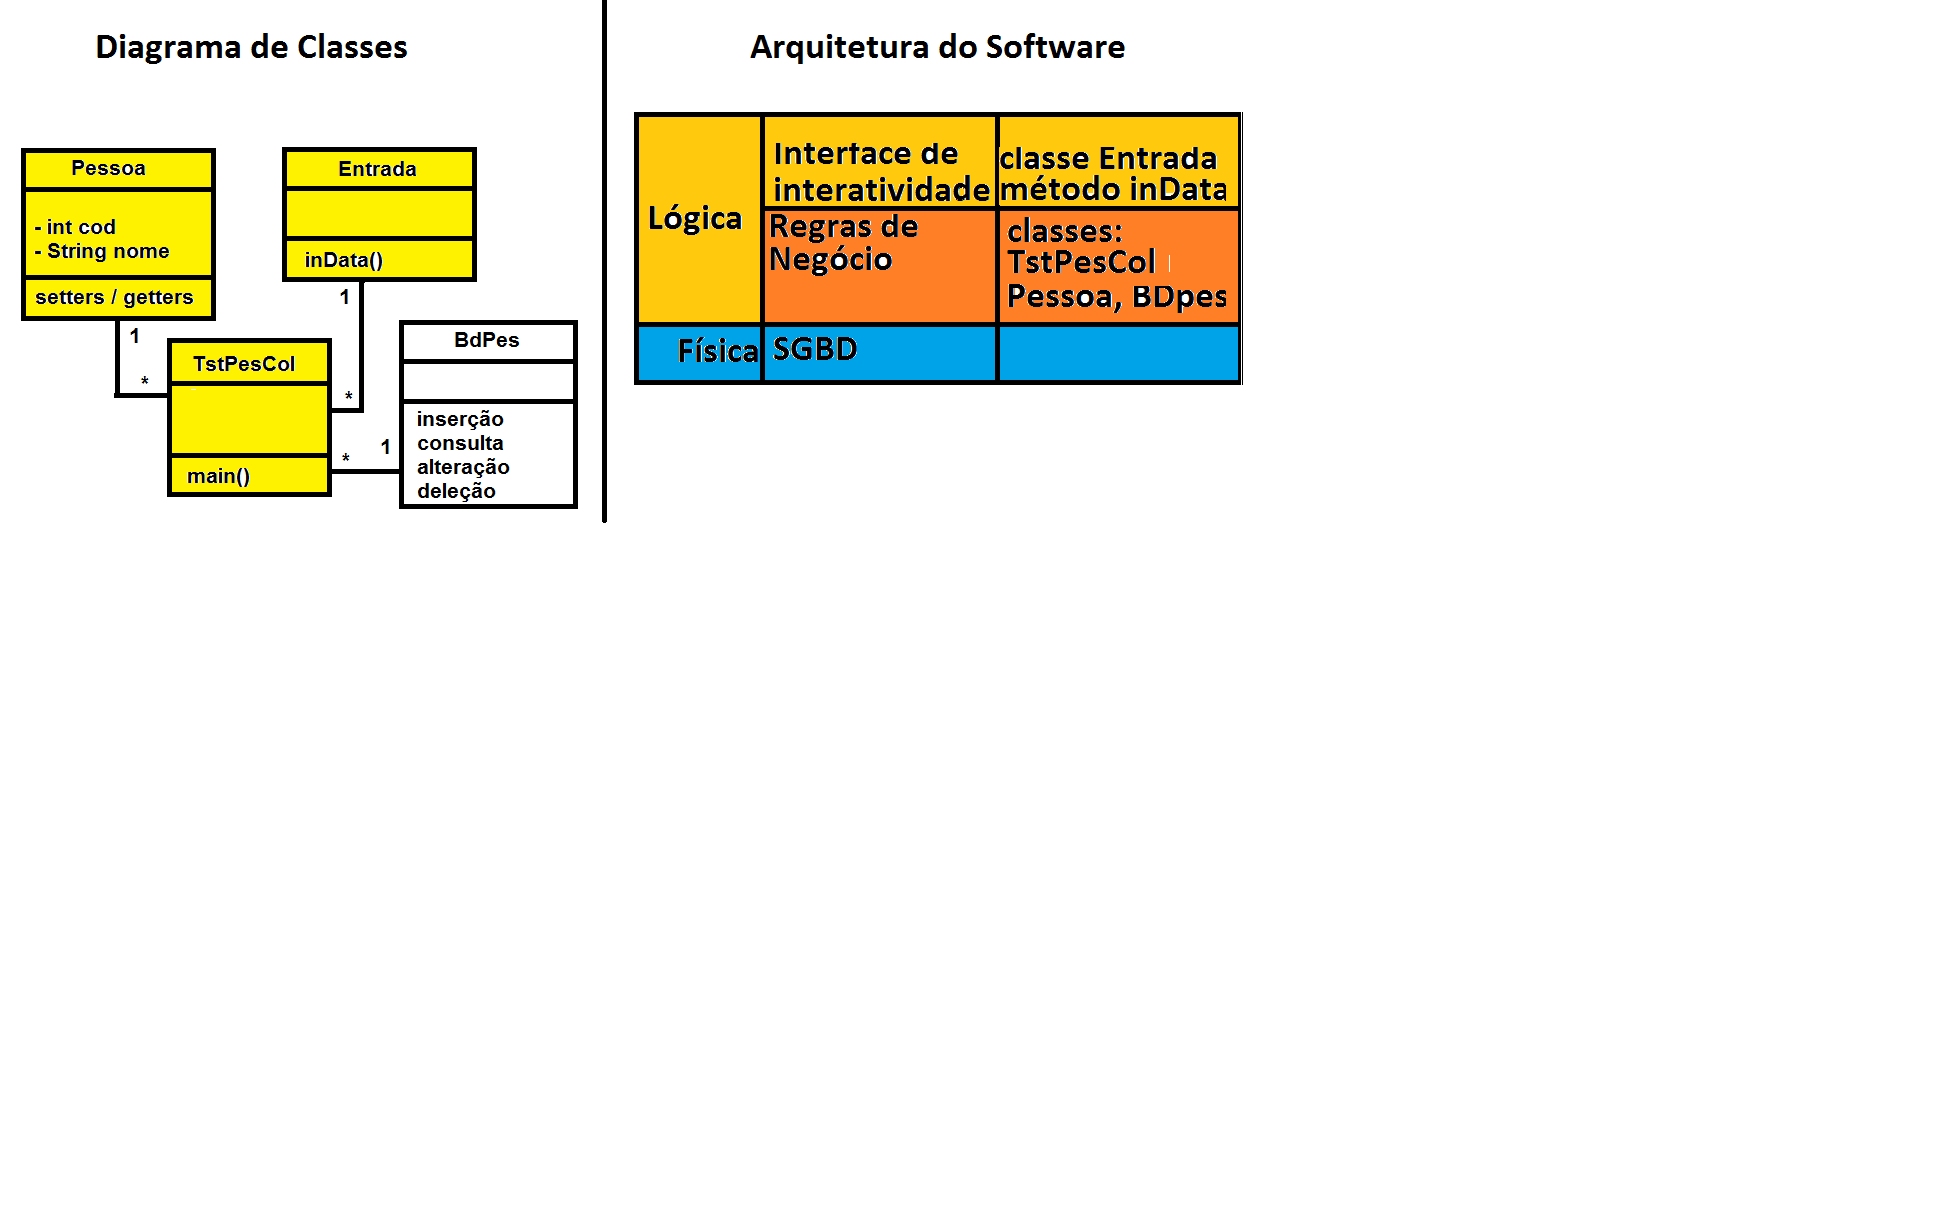 Diagrama de Classes
Pessoa
- int cod
- String nome
setters / getters
Entrada
inData()
1
*
1
*
TstPesCol
main()
*
1
BdPes
inserção
consulta
alteração
deleção
Arquitetura do Software
Lógica
Interface de
interatividade
classe Entrada
método inData
Regras de
Negócio
classes:
TstPesCol
Pessoa, BDpes
Física
SGBD